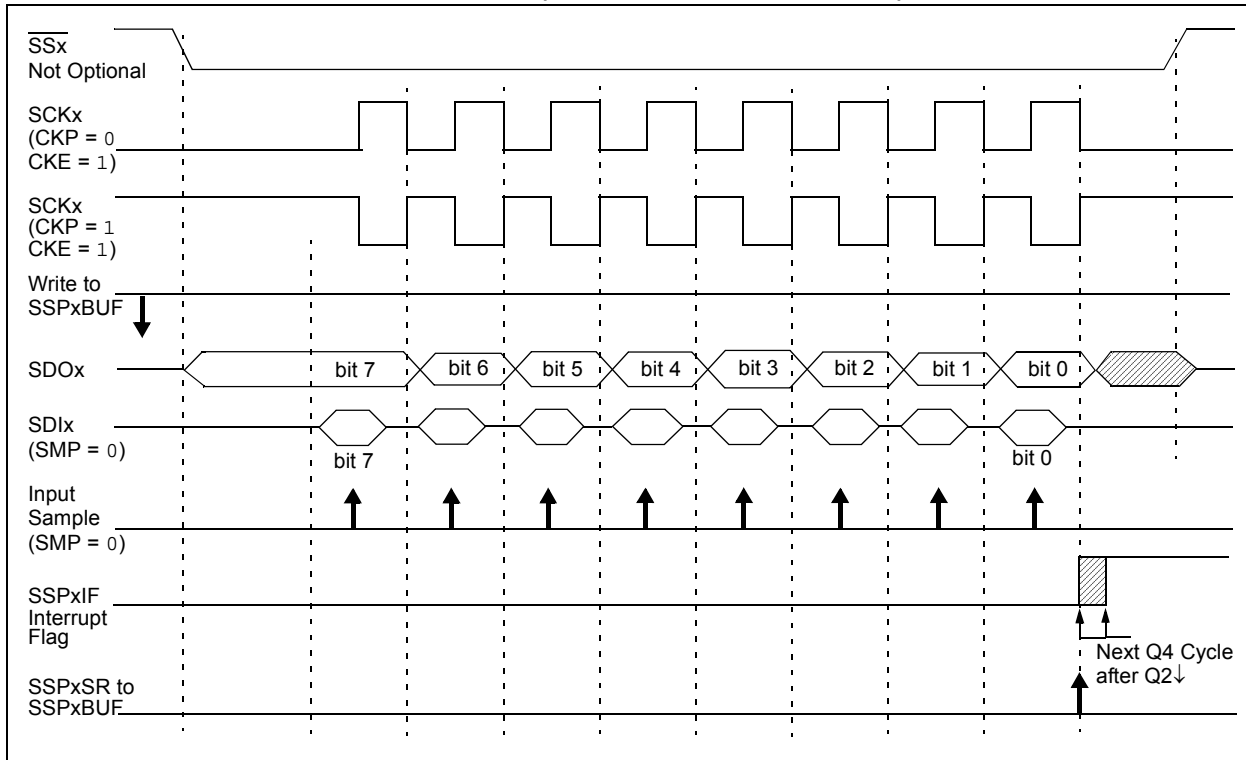 SSx
Not Optional
SCKx
(CKP = 0
CKE = 1)
SCKx
(CKP = 1
CKE = 1)
Write to
SSPxBUF
SDOx
bit 7
bit 6
bit 5
bit 4
bit 3
bit 2
bit 1
bit 0
SDIx
(SMP = 0)
bit 7
bit 0
Input
Sample
(SMP = 0)
SSPxIF
Interrupt
Flag
Next Q4 Cycle
after Q2↓
SSPxSR to
SSPxBUF